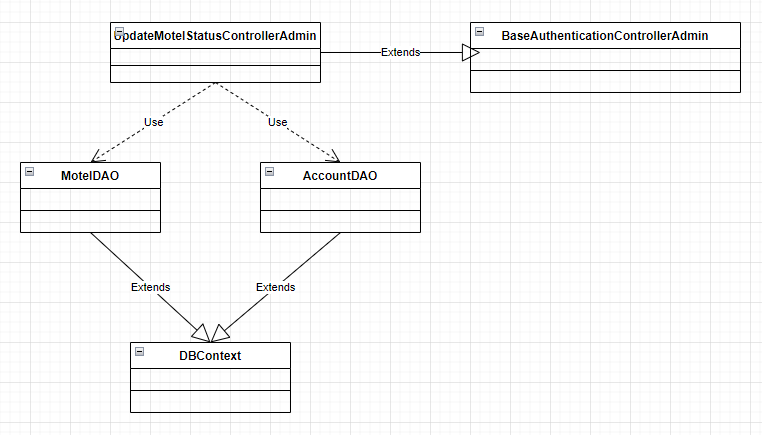 UpdateMotelStatusControllerAdmin
BaseAuthenticationControllerAdmin
Extends
Use
Use
MotelDAO
AccountDAO
Extends
Extends
DBContext